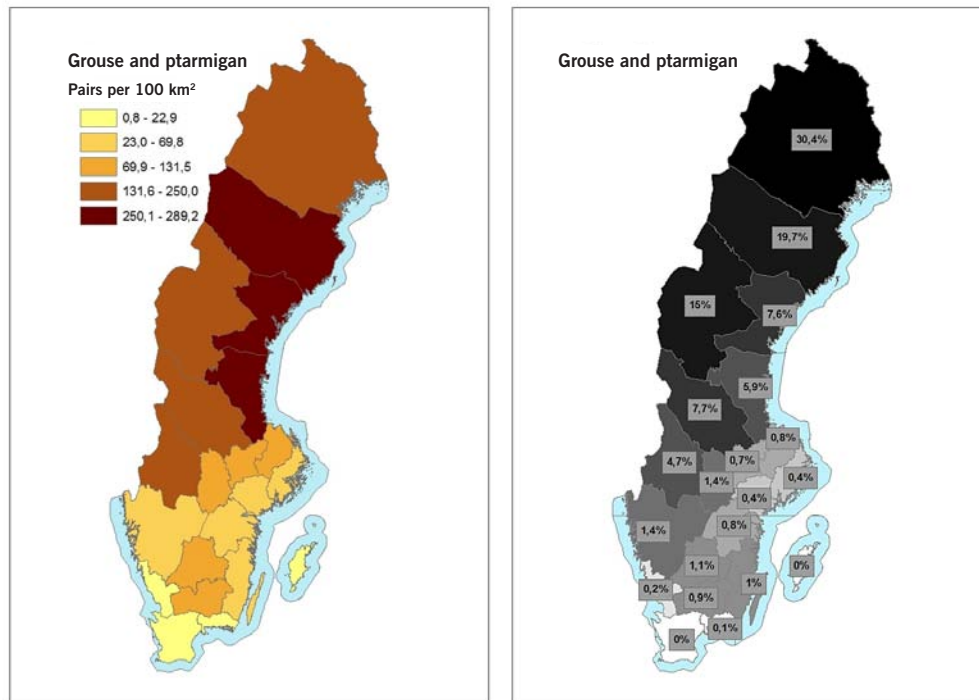 Grouse and ptarmigan
Pairs per 100 km²
0,8 - 22,9
23,0 - 69,8
69,9 - 131,5
131,6 - 250,0
250,1 - 289,2
Grouse and ptarmigan
30,4%
19,7%
15%
7,6%
5,9%
7,7%
0,8%
4,7%
0,7%
1,4%
0,4%
0,4%
1,4%
0,8%
1,1%
0%
0,2%
0,9%
1%
0,1%
0%